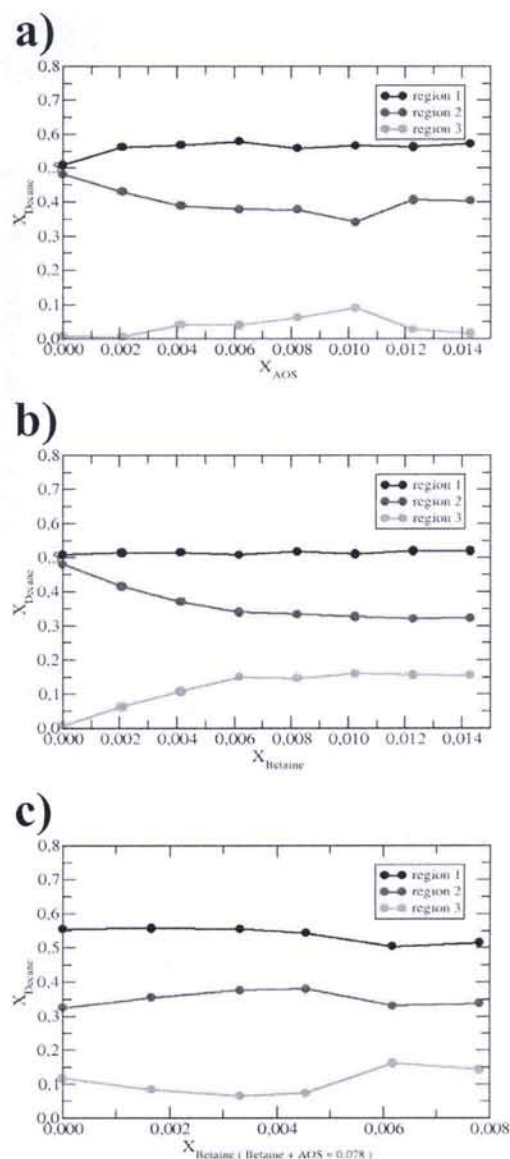 a)
0,8
0,7
0,6
0,5
0,4
0,3
0,2
0,1
0,0
X Decane
region 1
region 2
region 3
0,000 0,002 0,004 0,006 0,008 0,010 0,012 0,014
X AOS
b)
0,8
0,7
0,6
0,5
0,4
0,3
0,2
0,1
0,0
X Decane
region 1
region 2
region 3
0,000 0,002 0,004 0,006 0,008 0,010 0,012 0,014
X Betaine
c)
0,8
0,7
0,6
0,5
0,4
0,3
0,2
0,1
0,0
X Decane
region 1
region 2
region 3
0,000 0,002 0,004 0,006 0,008
X Betaine ( Betaine + AOS = 0,078 )